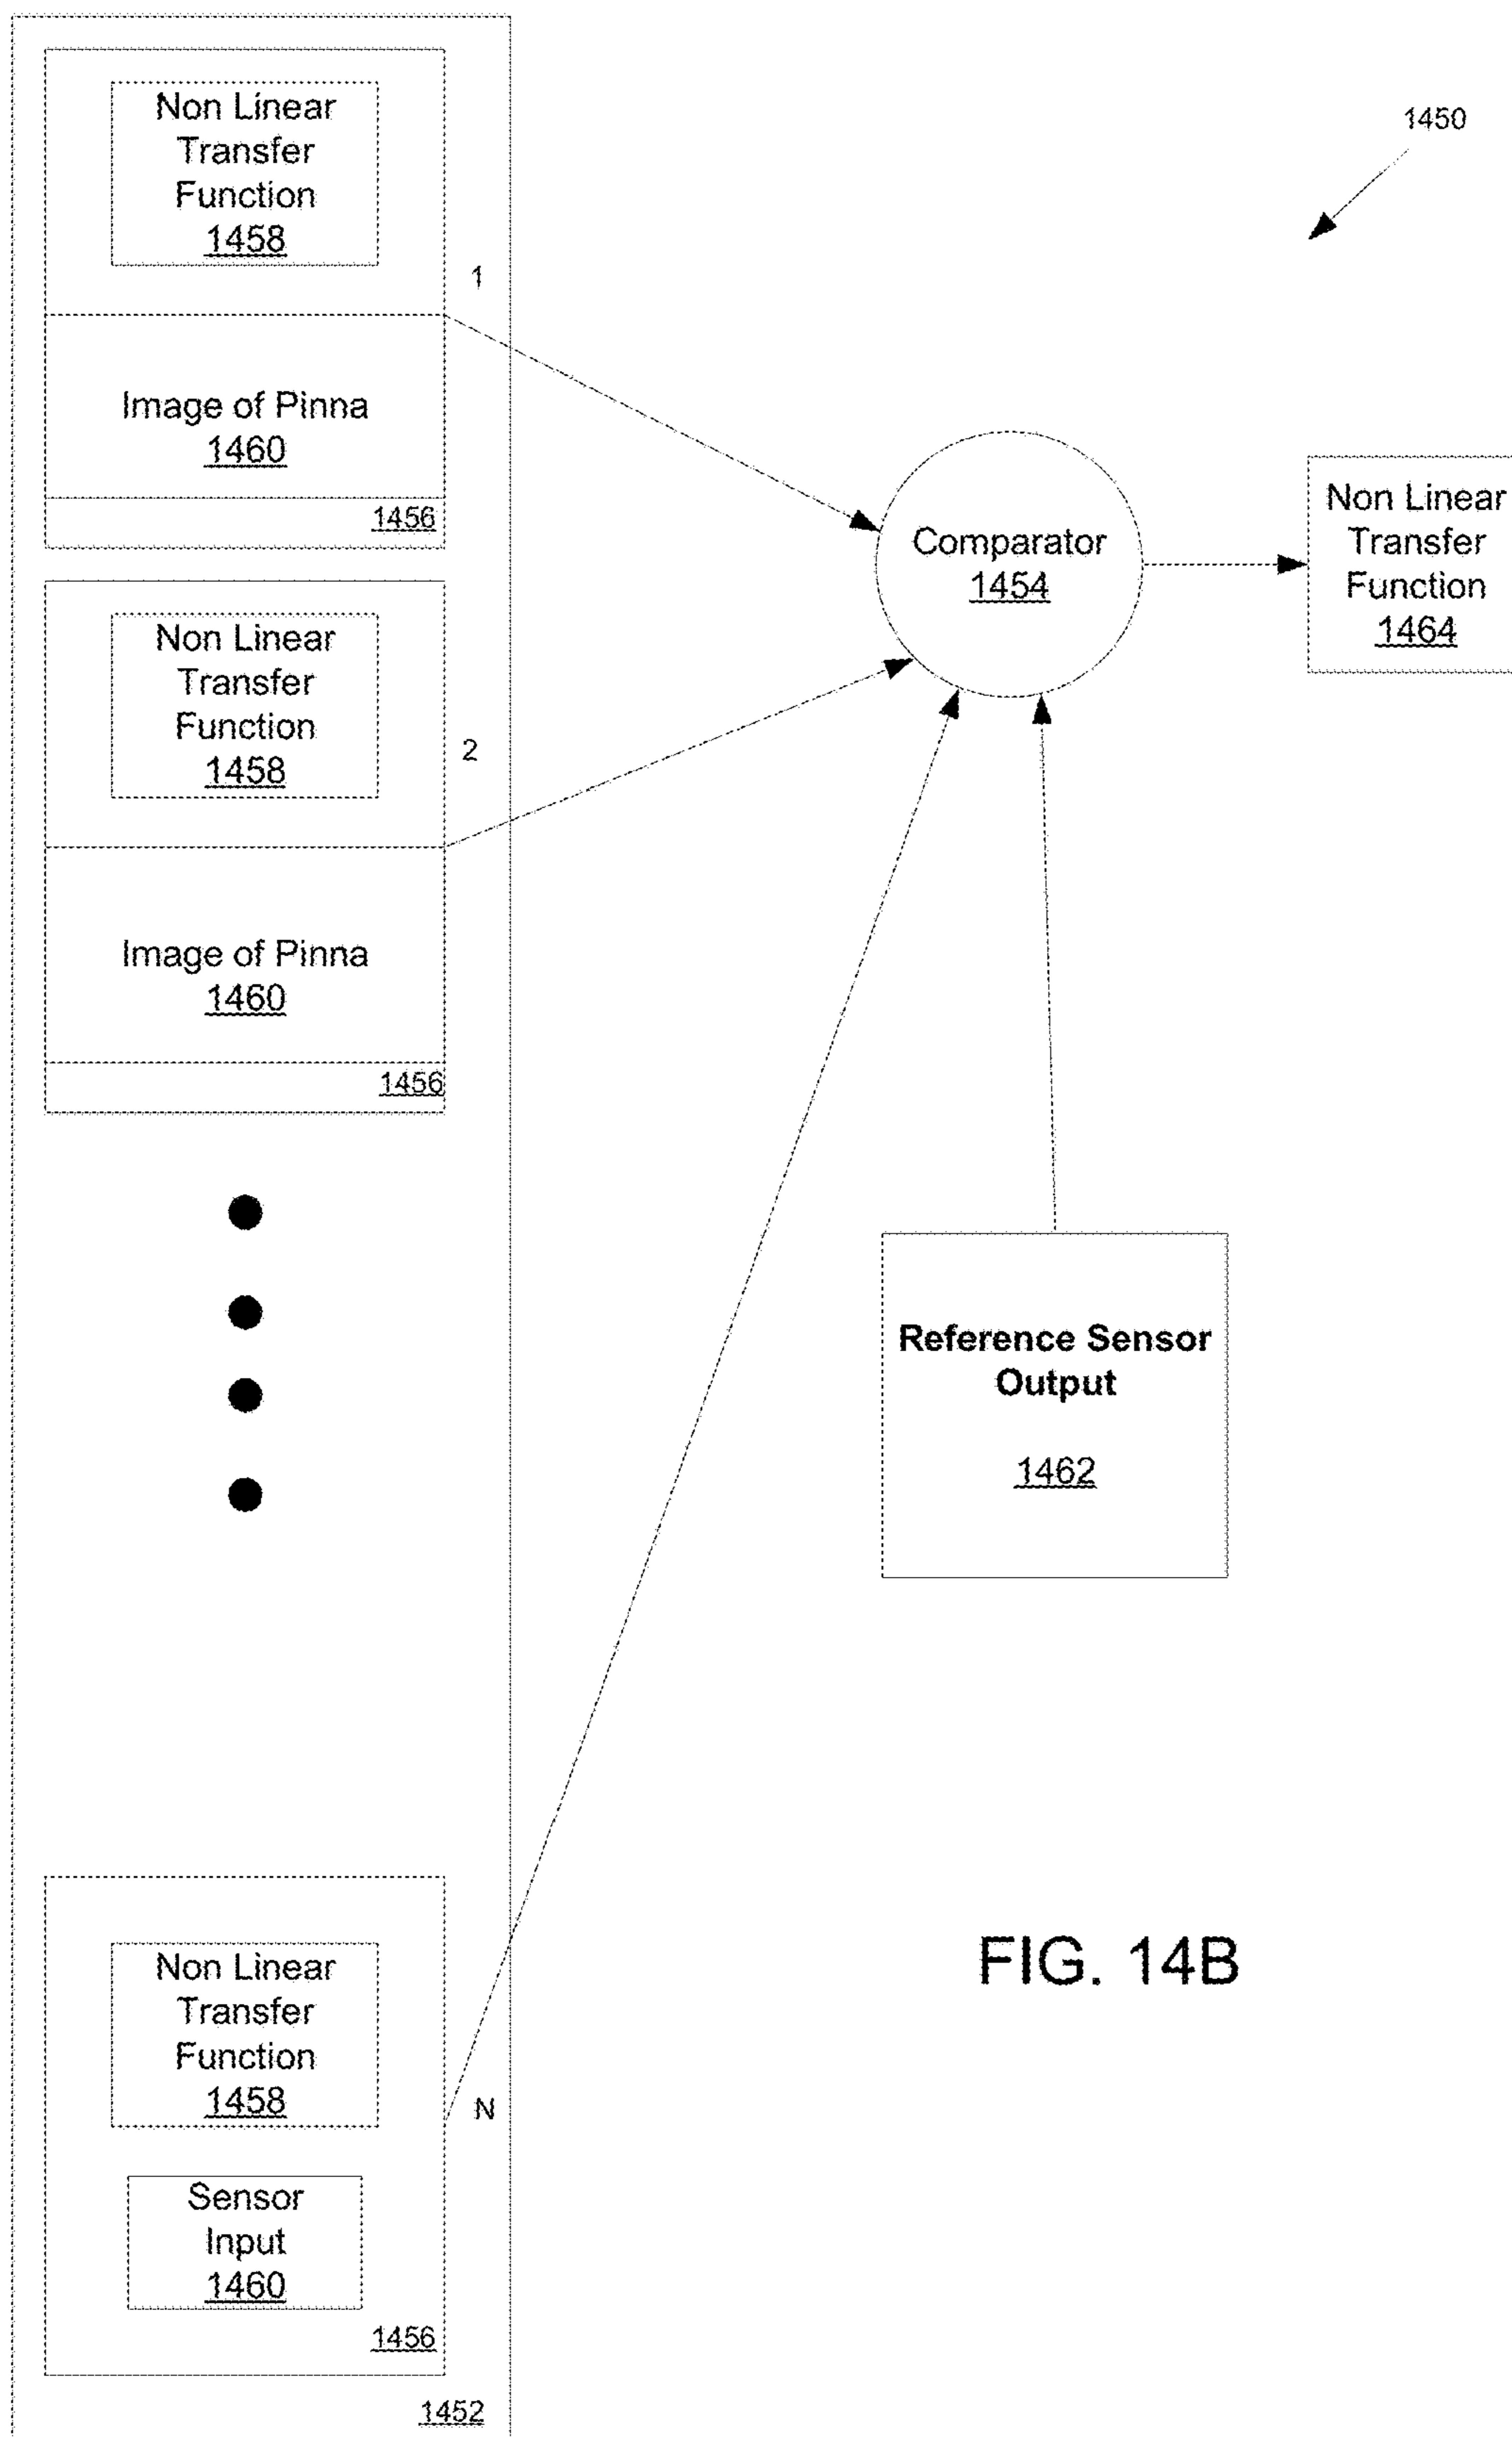 Non Linear
Transfer
Function
1458
1
Image of Pinna
1460
1456
Non Linear
Transfer
Function
1458
2
Image of Pinna
1460
1456
Non Linear
Transfer
Function
1458
N
Sensor
Input
1460
1456
1452
1450
Comparator
1454
Non Linear
Transfer
Function
1464
Reference Sensor
Output
1462
FIG. 14B